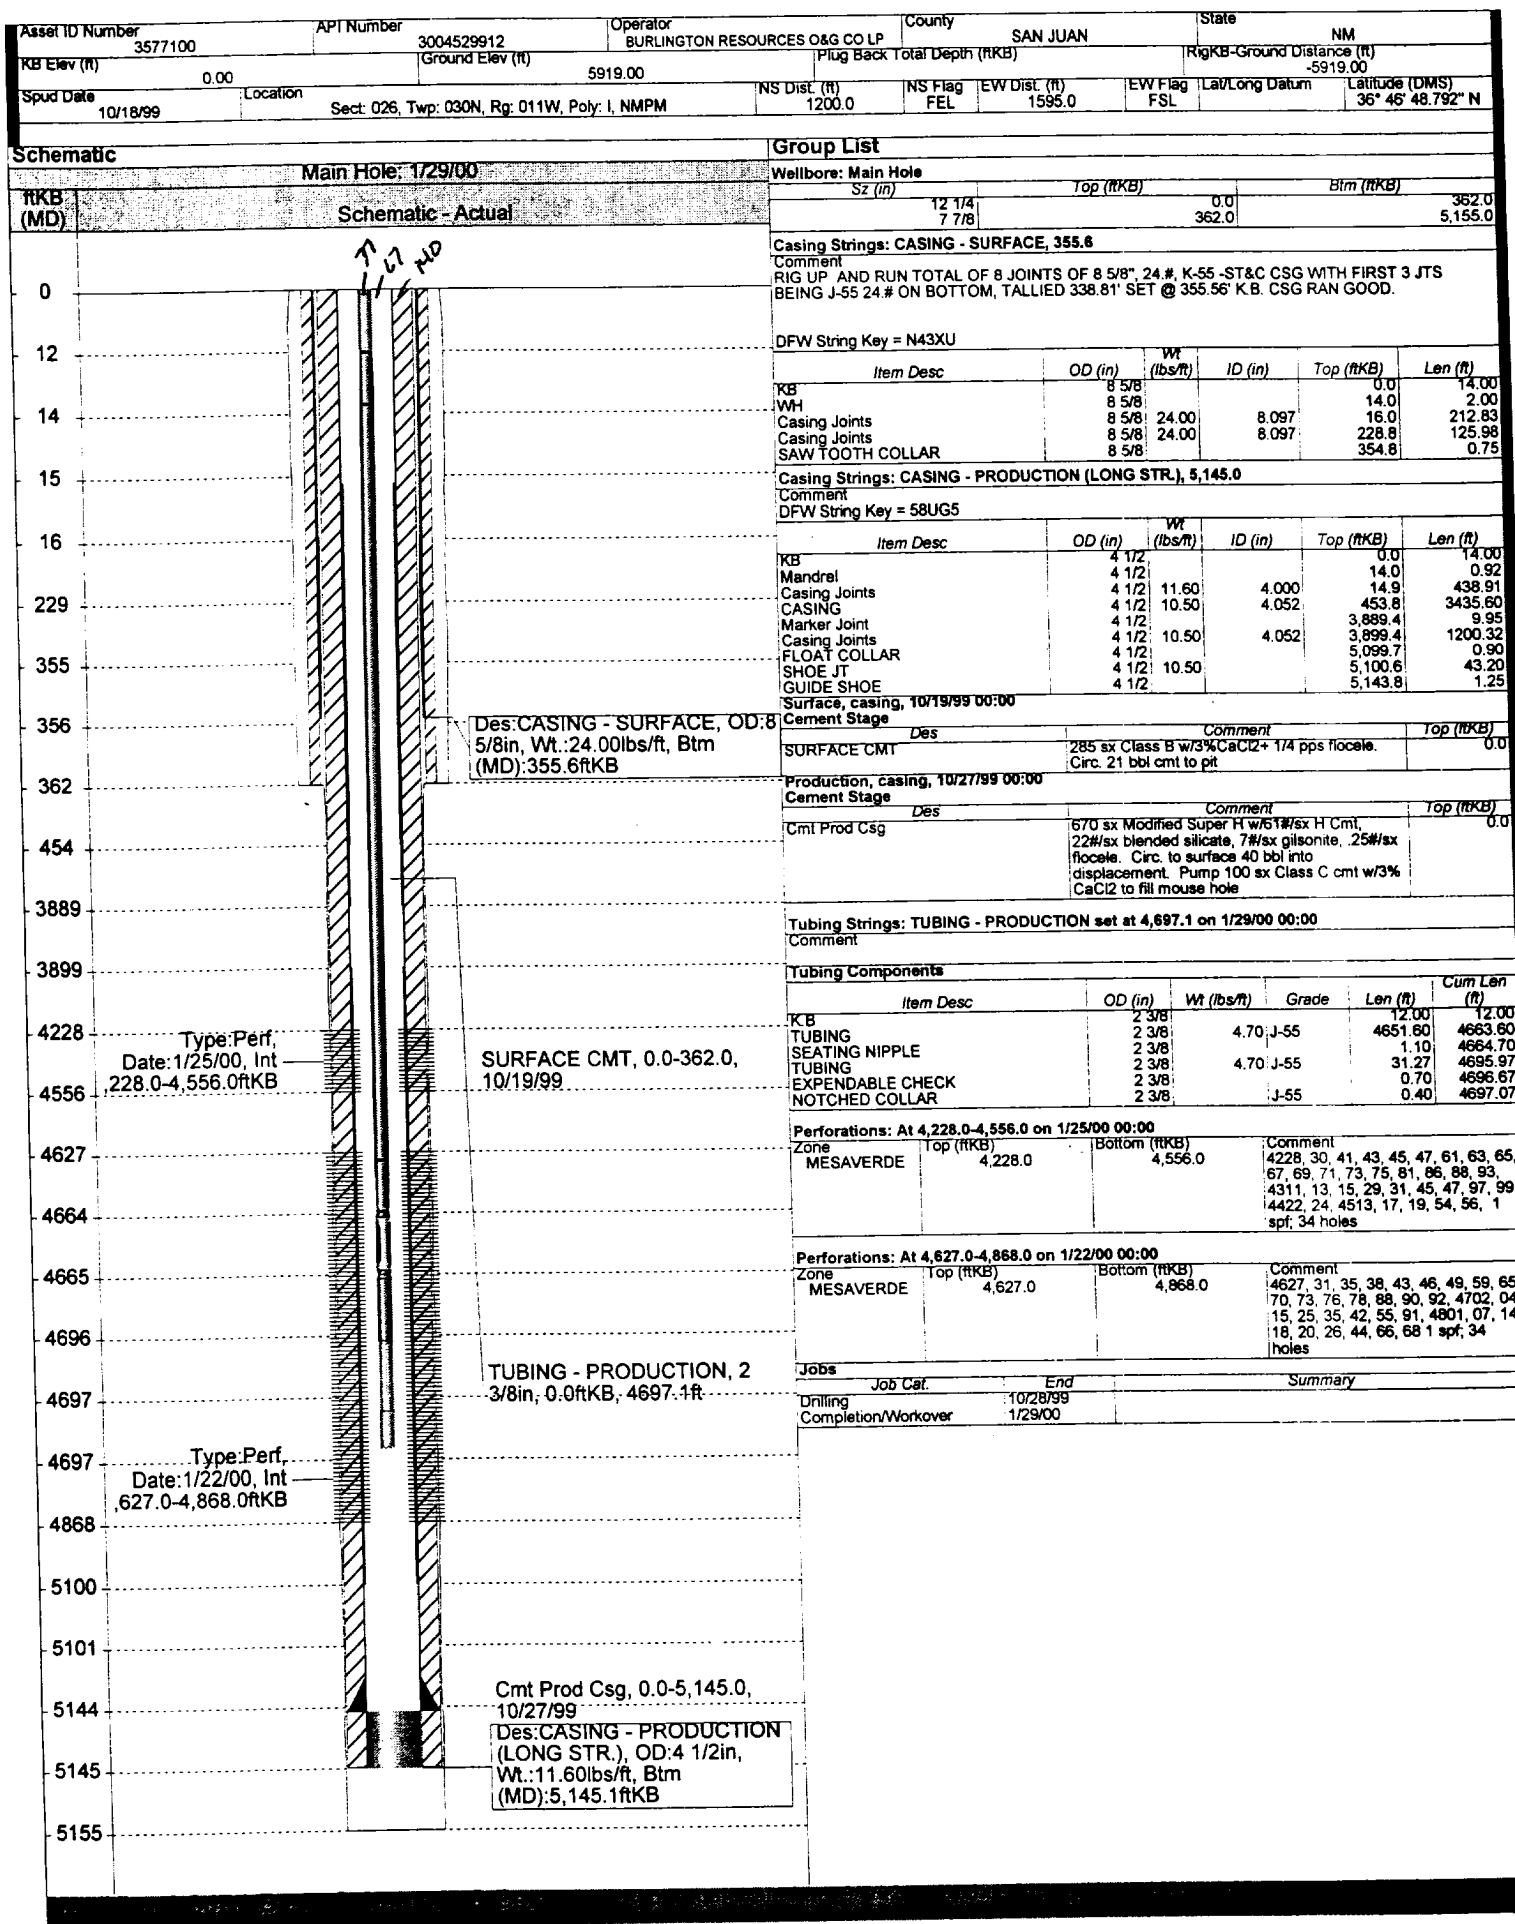 Asset ID Number API Number Operator County State
3577100 3004529912 BURLINGTON RESOURCES O&G CO LP SAN JUAN NM
KB Elev (ft) Ground Elev (ft) Plug Back Total Depth (ftKB) RigKB-Ground Distance (ft)
0.00 5919.00 -5919.00
Spud Date Location NS Dist. (ft) NS Flag EW Dist. (ft) EW Flag Lat/Long Datum Latitude (DMS)
10/18/99 Sect: 026, Twp: 030N, Rg: 011W, Poly: I, NMPM 1200.0 FEL 1595.0 FSL 36° 46' 48.792" N
Schematic
Main Hole; 1/29/00
ftKB
(MD)
Schematic - Actual
0
12
14
15
16
229
355
356
362
454
3889
3899
4228
4556
4627
4664
4665
4696
4697
4697
4868
5100
5101
5144
5145
5155
Des:CASING - SURFACE, OD:8
5/8in, Wt.:24.00lbs/ft, Btm
(MD):355.6ftKB
Type:Perf,
Date:1/25/00, Int
,228.0-4,556.0ftKB
SURFACE CMT, 0.0-362.0,
10/19/99
TUBING - PRODUCTION, 2
3/8in, 0.0ftKB, 4697.1ft
Type:Perf,
Date:1/22/00, Int
,627.0-4,868.0ftKB
Cmt Prod Csg, 0.0-5,145.0,
10/27/99
Des:CASING - PRODUCTION
(LONG STR.), OD:4 1/2in,
Wt.:11.60lbs/ft, Btm
(MD):5,145.1ftKB
Group List
Wellbore: Main Hole
Sz (in) Top (ftKB) Btm (ftKB)
12 1/4 0.0 362.0
7 7/8 362.0 5,155.0
Casing Strings: CASING - SURFACE, 355.6
Comment
RIG UP AND RUN TOTAL OF 8 JOINTS OF 8 5/8", 24.#, K-55 -ST&C CSG WITH FIRST 3 JTS
BEING J-55 24.# ON BOTTOM, TALLIED 338.81' SET @ 355.56' K.B. CSG RAN GOOD.
DFW String Key = N43XU
Item Desc OD (in) Wt (lbs/ft) ID (in) Top (ftKB) Len (ft)
KB 8 5/8 0.0 14.00
WH 8 5/8 14.0 2.00
Casing Joints 8 5/8 24.00 8.097 16.0 212.83
Casing Joints 8 5/8 24.00 8.097 228.8 125.98
SAW TOOTH COLLAR 8 5/8 354.8 0.75
Casing Strings: CASING - PRODUCTION (LONG STR.), 5,145.0
Comment
DFW String Key = 58UG5
Item Desc OD (in) Wt (lbs/ft) ID (in) Top (ftKB) Len (ft)
KB 4 1/2 0.0 14.00
Mandrel 4 1/2 14.0 0.92
Casing Joints 4 1/2 11.60 4.000 14.9 438.91
CASING 4 1/2 10.50 4.052 453.8 3435.60
Marker Joint 4 1/2 3,889.4 9.95
Casing Joints 4 1/2 10.50 4.052 3,899.4 1200.32
FLOAT COLLAR 4 1/2 5,099.7 0.90
SHOE JT 4 1/2 10.50 5,100.6 43.20
GUIDE SHOE 4 1/2 5,143.8 1.25
Surface, casing, 10/19/99 00:00
Cement Stage
Des Comment Top (ftKB)
SURFACE CMT 285 sx Class B w/3%CaCl2+ 1/4 pps flocele. 0.0
Circ. 21 bbl cmt to pit
Production, casing, 10/27/99 00:00
Cement Stage
Des Comment Top (ftKB)
Cmt Prod Csg 670 sx Modified Super H w/61#/sx H Cmt, 0.0
22#/sx blended silicate, 7#/sx gilsonite, .25#/sx
flocele. Circ. to surface 40 bbl into
displacement. Pump 100 sx Class C cmt w/3%
CaCl2 to fill mouse hole
Tubing Strings: TUBING - PRODUCTION set at 4,697.1 on 1/29/00 00:00
Comment
Tubing Components
Item Desc OD (in) Wt (lbs/ft) Grade Len (ft) Cum Len (ft)
K.B 2 3/8 12.00 12.00
TUBING 2 3/8 4.70 J-55 4651.60 4663.60
SEATING NIPPLE 2 3/8 1.10 4664.70
TUBING 2 3/8 4.70 J-55 31.27 4695.97
EXPENDABLE CHECK 2 3/8 0.70 4696.67
NOTCHED COLLAR 2 3/8 J-55 0.40 4697.07
Perforations: At 4,228.0-4,556.0 on 1/25/00 00:00
Zone Top (ftKB) Bottom (ftKB) Comment
MESAVERDE 4,228.0 4,556.0 4228, 30, 41, 43, 45, 47, 61, 63, 65,
67, 69, 71, 73, 75, 81, 86, 88, 93,
4311, 13, 15, 29, 31, 45, 47, 97, 99
4422, 24, 4513, 17, 19, 54, 56, 1
spf; 34 holes
Perforations: At 4,627.0-4,868.0 on 1/22/00 00:00
Zone Top (ftKB) Bottom (ftKB) Comment
MESAVERDE 4,627.0 4,868.0 4627, 31, 35, 38, 43, 46, 49, 59, 65
70, 73, 76, 78, 88, 90, 92, 4702, 04
15, 25, 35, 42, 55, 91, 4801, 07, 14
18, 20, 26, 44, 66, 68 1 spf; 34
holes
Jobs
Job Cat. End Summary
Drilling 10/28/99
Completion/Workover 1/29/00